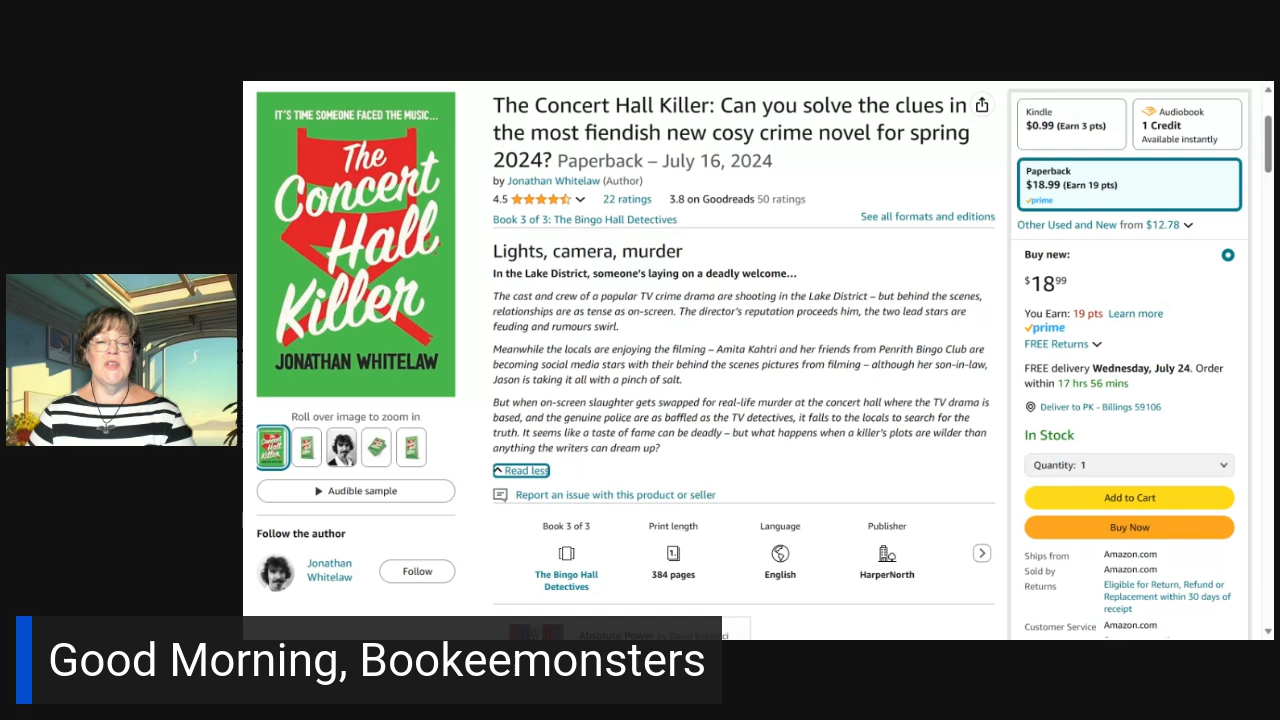 IT'S TIME SOMEONE FACED THE MUSIC...
The
Concert
Hall
Killer
JONATHAN WHITELAW
Roll over image to zoom in
Audible sample
Follow the author
Jonathan
Whitelaw
Follow
The Concert Hall Killer: Can you solve the clues in
the most fiendish new cosy crime novel for spring
2024? Paperback – July 16, 2024
by Jonathan Whitelaw (Author)
4.5 22 ratings 3.8 on Goodreads 50 ratings
Book 3 of 3: The Bingo Hall Detectives
See all formats and editions
Lights, camera, murder
In the Lake District, someone's laying on a deadly welcome...
The cast and crew of a popular TV crime drama are shooting in the Lake District – but behind the scenes,
relationships are as tense as on-screen. The director's reputation proceeds him, the two lead stars are
feuding and rumours swirl.
Meanwhile the locals are enjoying the filming – Amita Kahtri and her friends from Penrith Bingo Club are
becoming social media stars with their behind the scenes pictures from filming – although her son-in-law,
Jason is taking it all with a pinch of salt.
But when on-screen slaughter gets swapped for real-life murder at the concert hall where the TV drama is
based, and the genuine police are as baffled as the TV detectives, it falls to the locals to search for the
truth. It seems like a taste of fame can be deadly – but what happens when a killer's plots are wilder than
anything the writers can dream up?
Read less
Report an issue with this product or seller
Book 3 of 3
The Bingo Hall
Detectives
Print length
384 pages
Language
English
Publisher
HarperNorth
Absolute Power by David Baldacci
Kindle
$0.99 (Earn 3 pts)
Audiobook
1 Credit
Available instantly
Paperback
$18.99 (Earn 19 pts)
prime
Other Used and New from $12.78
Buy new:
$18.99
You Earn: 19 pts Learn more
prime
FREE Returns
FREE delivery Wednesday, July 24. Order
within 17 hrs 56 mins
Deliver to PK - Billings 59106
In Stock
Quantity: 1
Add to Cart
Buy Now
Ships from Amazon.com
Sold by Amazon.com
Returns Eligible for Return, Refund or
Replacement within 30 days of
receipt
Customer Service Amazon.com
Good Morning, Bookeemonsters